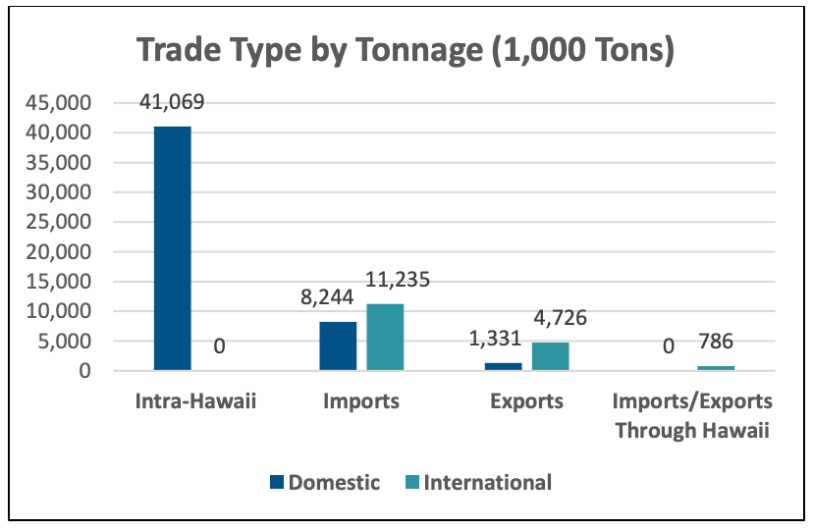 Trade Type by Tonnage (1,000 Tons)
45,000
40,000
35,000
30,000
25,000
20,000
15,000
10,000
5,000
0
41,069
0
8,244
11,235
1,331
4,726
0
786
Intra-Hawaii
Imports
Exports
Imports/Exports
Through Hawaii
Domestic
International